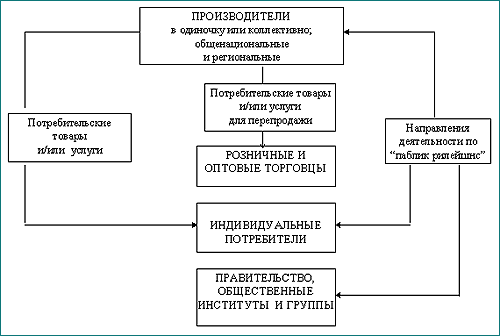 ПРОИЗВОДИТЕЛИ
в одиночку или коллективно;
общенациональные
и региональные
Потребительские товары
и/или услуги
для перепродажи
Потребительские
товары
и/или услуги
Направления
деятельности по
“паблик рилейшнс”
РОЗНИЧНЫЕ И
ОПТОВЫЕ ТОРГОВЦЫ
ИНДИВИДУАЛЬНЫЕ
ПОТРЕБИТЕЛИ
ПРАВИТЕЛЬСТВО,
ОБЩЕСТВЕННЫЕ
ИНСТИТУТЫ И ГРУППЫ